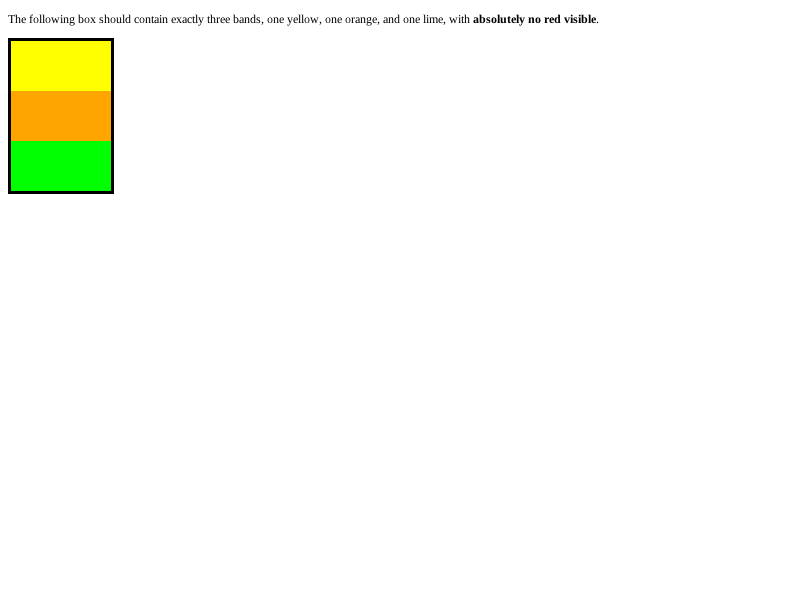 The following box should contain exactly three bands, one yellow, one orange, and one lime, with absolutely no red visible.